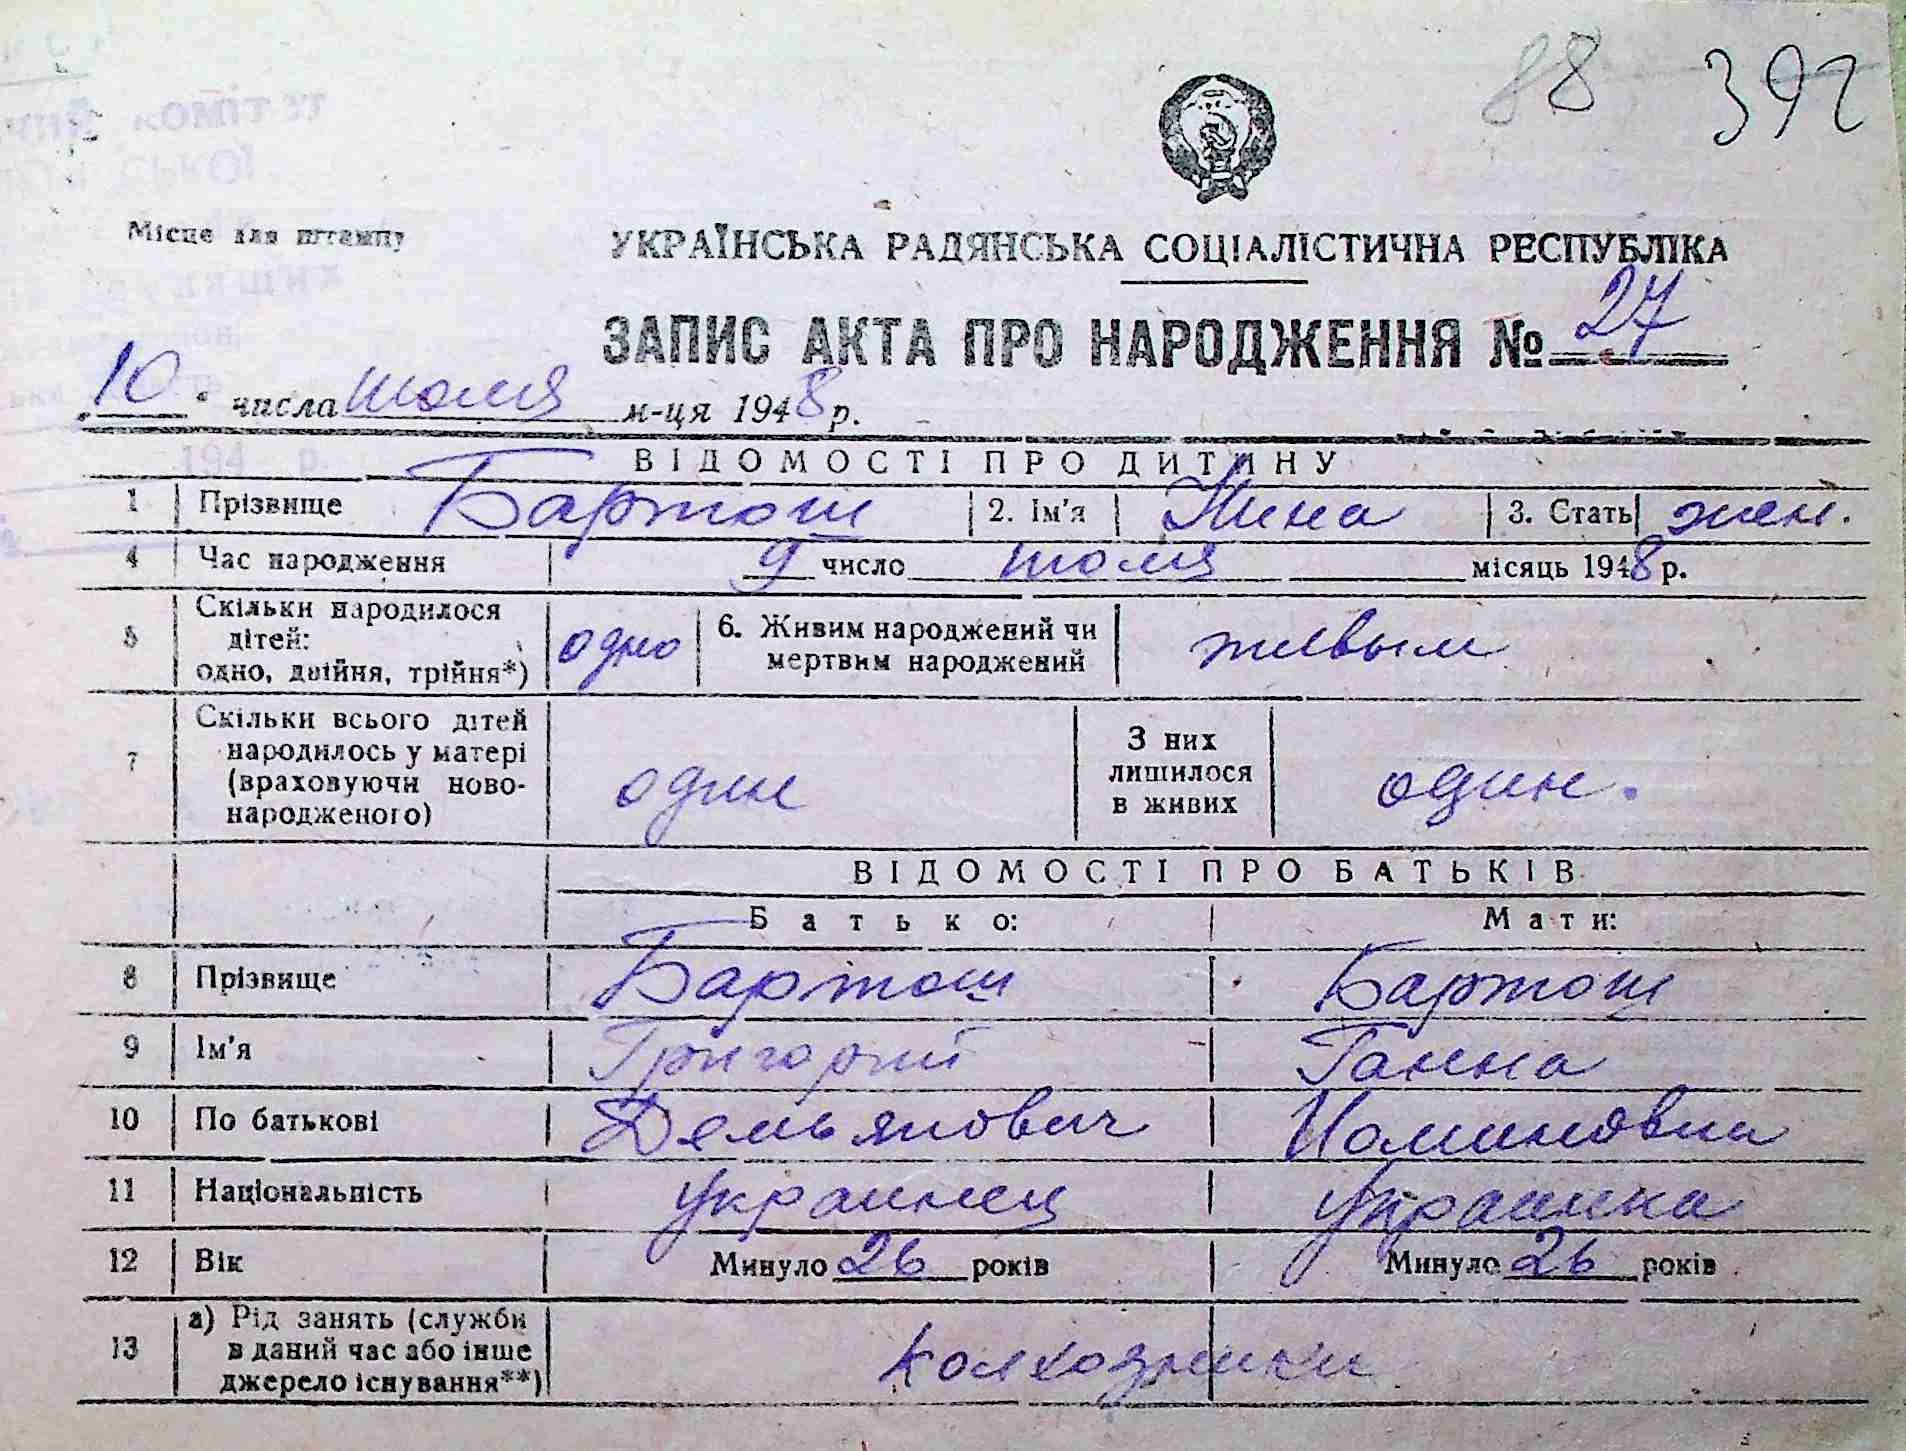 88 392
Місце для штампу
УКРАЇНСЬКА РАДЯНСЬКА СОЦІАЛІСТИЧНА РЕСПУБЛІКА
ЗАПИС АКТА ПРО НАРОДЖЕННЯ № 27
„10" числа июля м-ця 1948 р.
194 р.
ВІДОМОСТІ ПРО ДИТИНУ
1 Прізвище Бартош 2. Ім'я Нина 3. Стать жен.
4 Час народження 9 число июля місяць 1948 р.
5 Скільки народилося
дітей:
одно, двійня, трійня*) одно 6. Живим народжений чи
мертвим народжений живым
7 Скільки всього дітей
народилось у матері
(враховуючи ново-
народженого) один З них
лишилося
в живих один.
ВІДОМОСТІ ПРО БАТЬКІВ
Батько: Мати:
8 Прізвище Бартош Бартош
9 Ім'я Григорий Ганна
10 По батькові Демьянович
11 Національність украинец украинка
12 Вік Минуло 26 років Минуло 26 років
13 а) Рід занять (служби
в даний час або інше
джерело існування**) колхозники